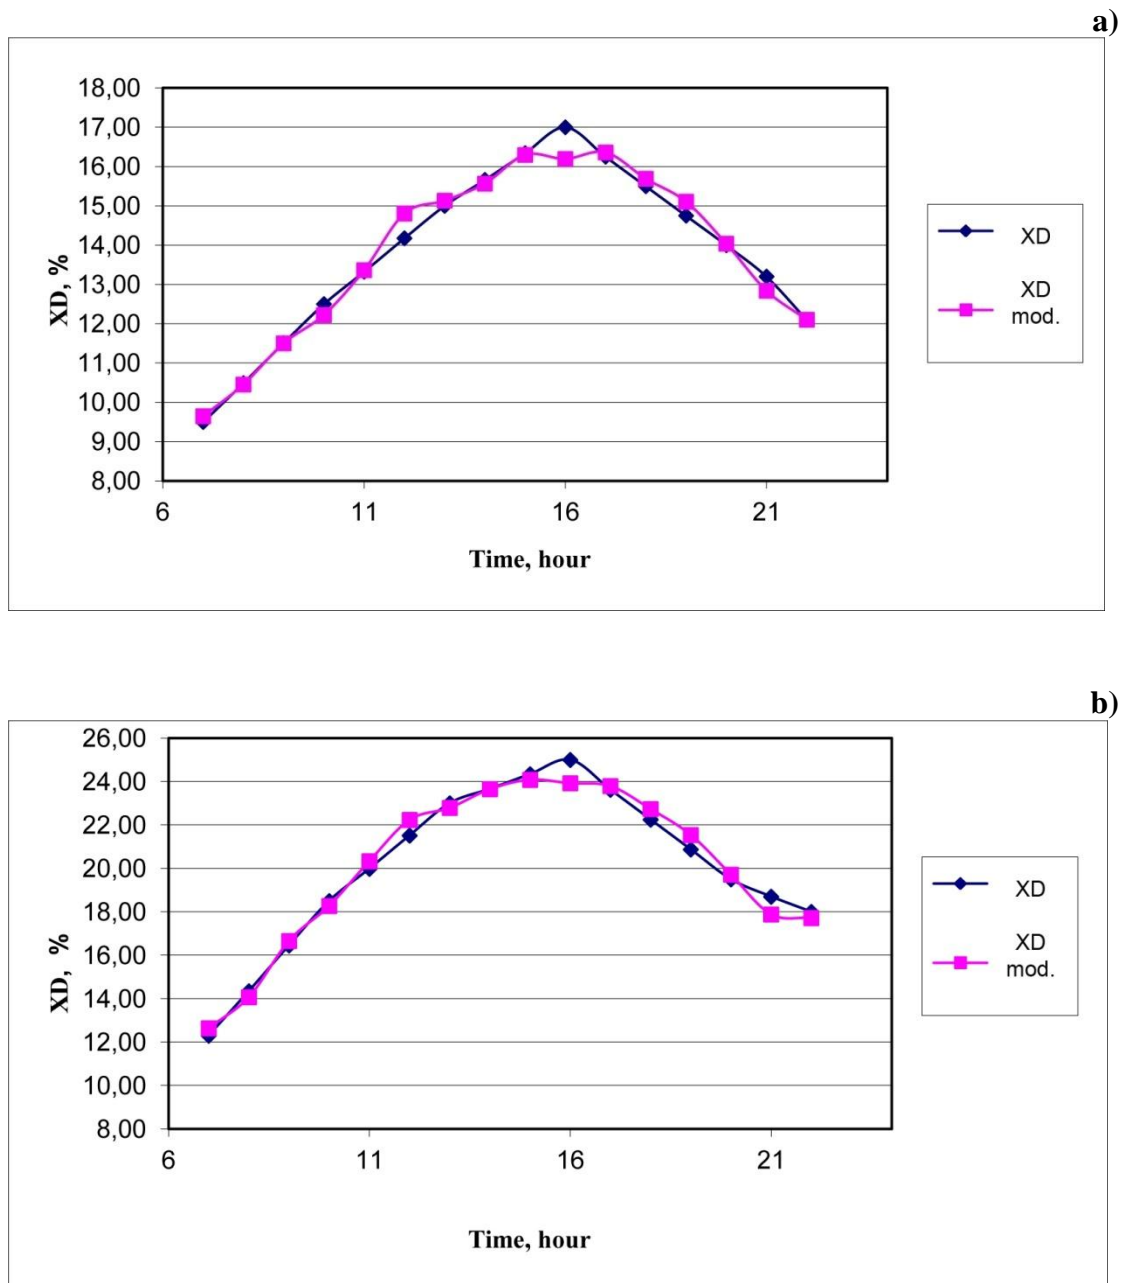 a)
18,00
17,00
16,00
15,00
14,00
13,00
12,00
11,00
10,00
9,00
8,00
XD, %
6 11 16 21
Time, hour
XD
XD
mod.
b)
26,00
24,00
22,00
20,00
18,00
16,00
14,00
12,00
10,00
8,00
XD, %
6 11 16 21
Time, hour
XD
XD
mod.